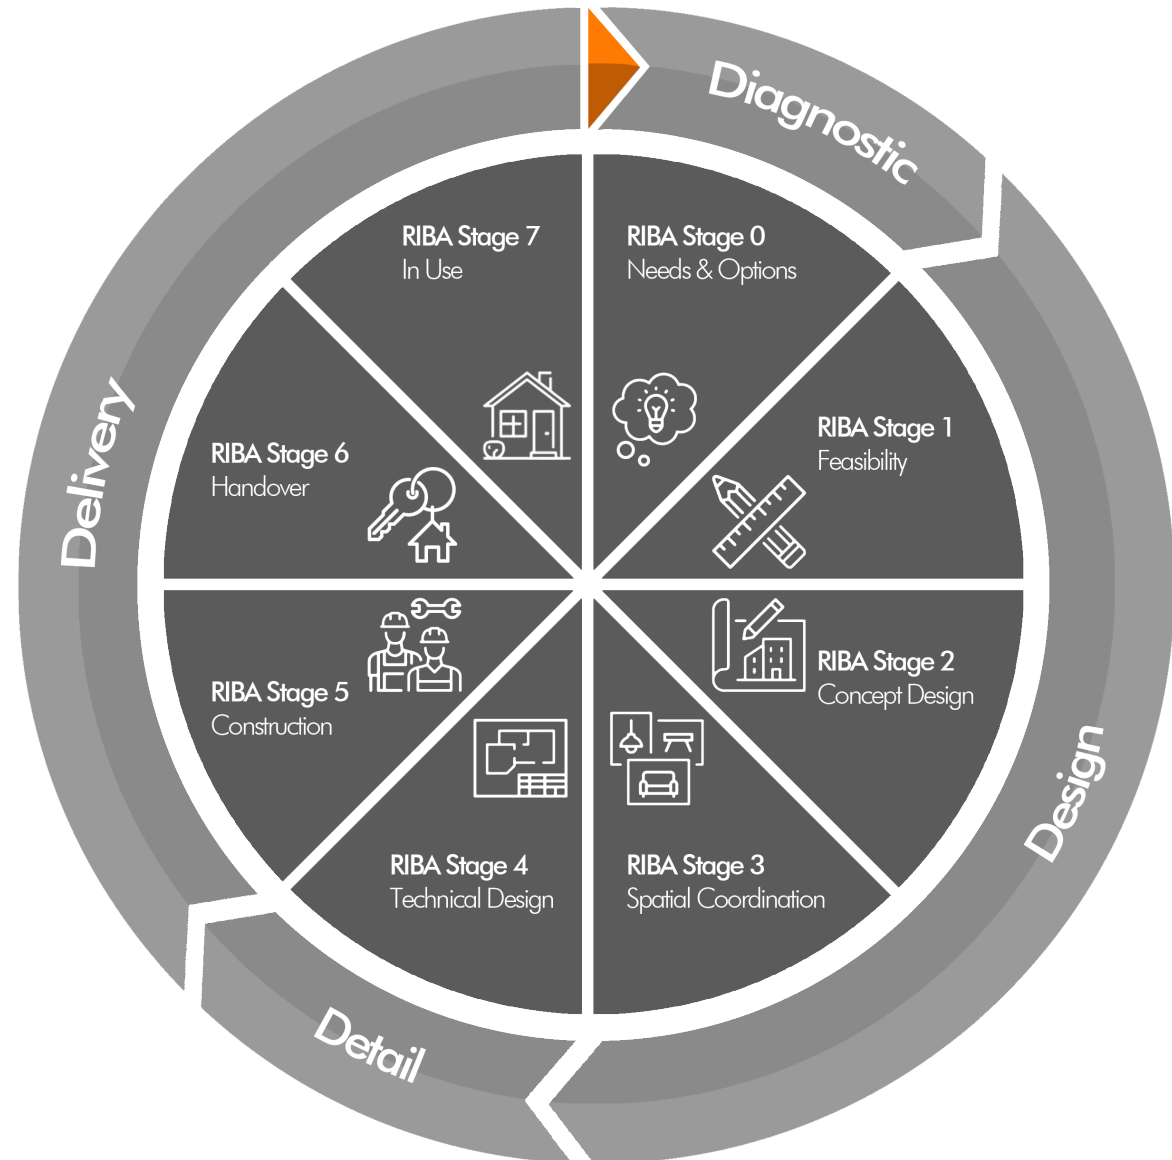 Diagnostic
RIBA Stage 0
Needs & Options
RIBA Stage 1
Feasibility
RIBA Stage 2
Concept Design
Design
RIBA Stage 3
Spatial Coordination
RIBA Stage 4
Technical Design
Detail
RIBA Stage 5
Construction
RIBA Stage 6
Handover
RIBA Stage 7
In Use
Delivery